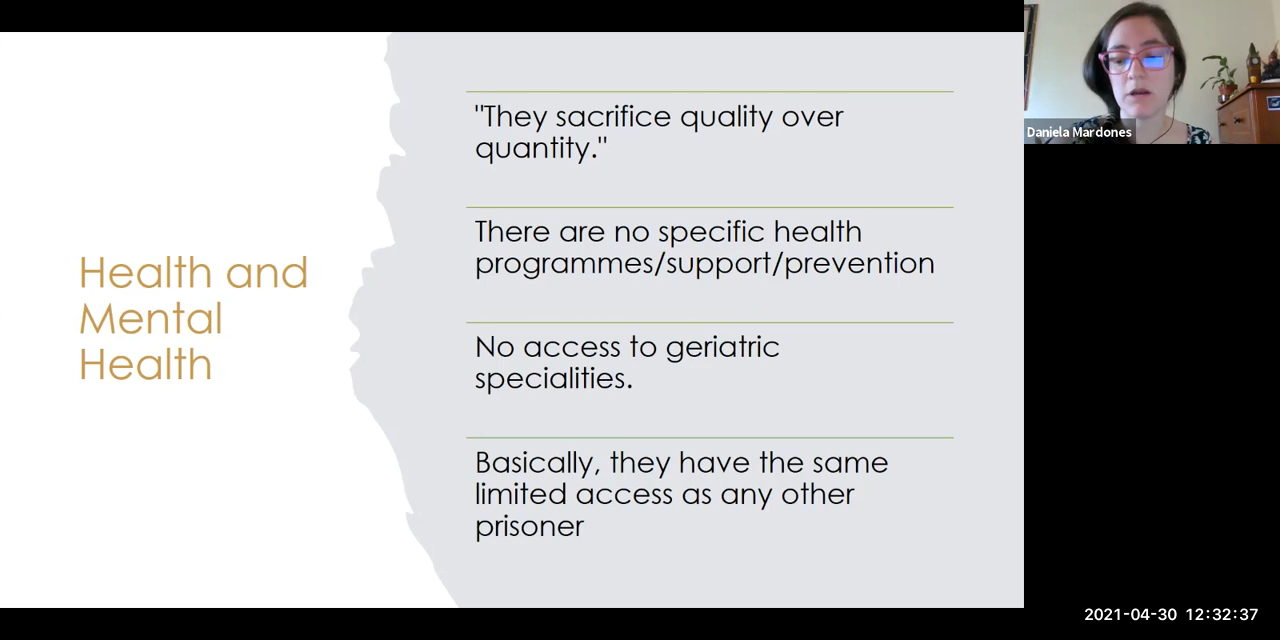 Health and
Mental
Health
"They sacrifice quality over
quantity."
There are no specific health
programmes/support/prevention
No access to geriatric
specialities.
Basically, they have the same
limited access as any other
prisoner
Daniela Mardones
2021-04-30 12:32:37